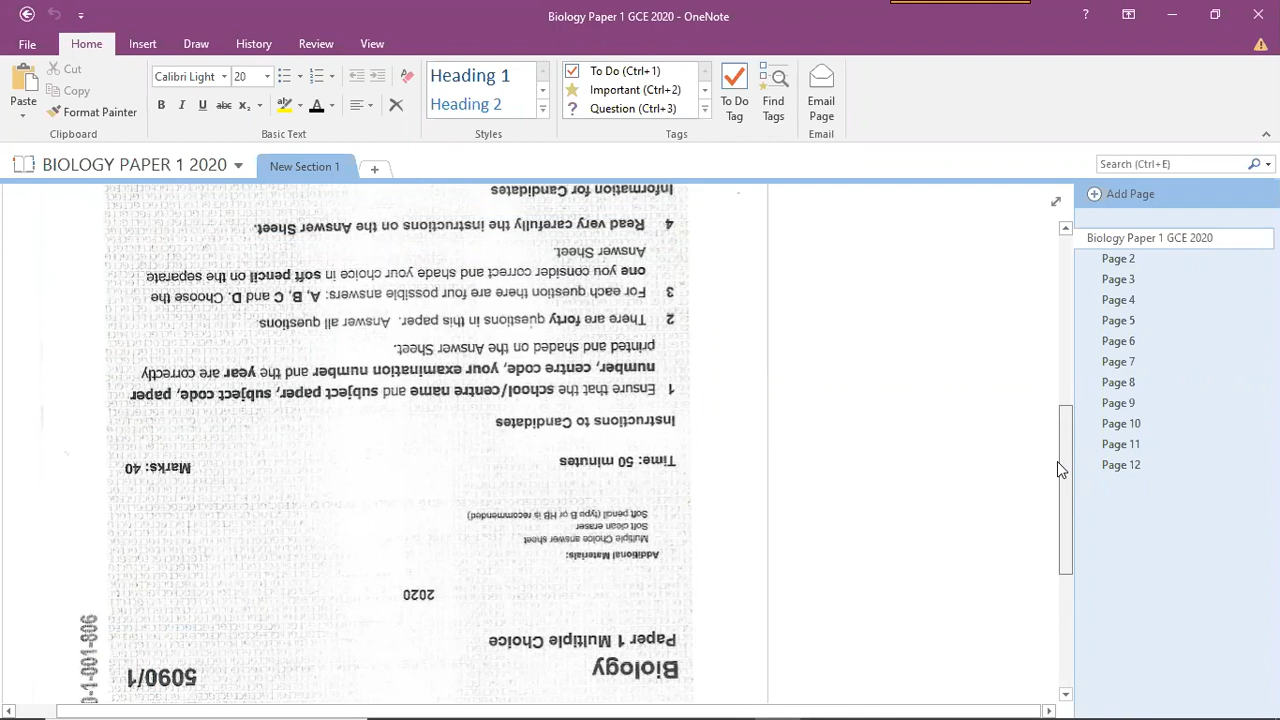 Biology Paper 1 GCE 2020 - OneNote
File
Home
Insert
Draw
History
Review
View
Paste
Cut
Copy
Format Painter
Clipboard
Calibri Light
20
B I U abc X₂
A
Basic Text
Heading 1
Heading 2
Styles
To Do (Ctrl+1)
Important (Ctrl+2)
Question (Ctrl+3)
Tags
To Do
Tag
Find
Tags
Email
Page
Email
BIOLOGY PAPER 1 2020
New Section 1
Search (Ctrl+E)
Add Page
Biology Paper 1 GCE 2020
Page 2
Page 3
Page 4
Page 5
Page 6
Page 7
Page 8
Page 9
Page 10
Page 11
Page 12
Biology
5090/1
Paper 1 Multiple Choice
2020
Additional Materials:
Multiple Choice answer sheet
Soft clean eraser
Soft pencil (type B or HB is recommended)
Time: 50 minutes
Marks: 40
Instructions to Candidates
1 Ensure that the school/centre name and subject paper, subject code, paper
number, centre code, your examination number and the year are correctly
printed and shaded on the Answer Sheet.
2 There are forty questions in this paper. Answer all questions.
3 For each question there are four possible answers: A, B, C and D. Choose the
one you consider correct and shade your choice in soft pencil on the separate
Answer Sheet.
4 Read very carefully the instructions on the Answer Sheet.
Information for Candidates
0-1-001-806